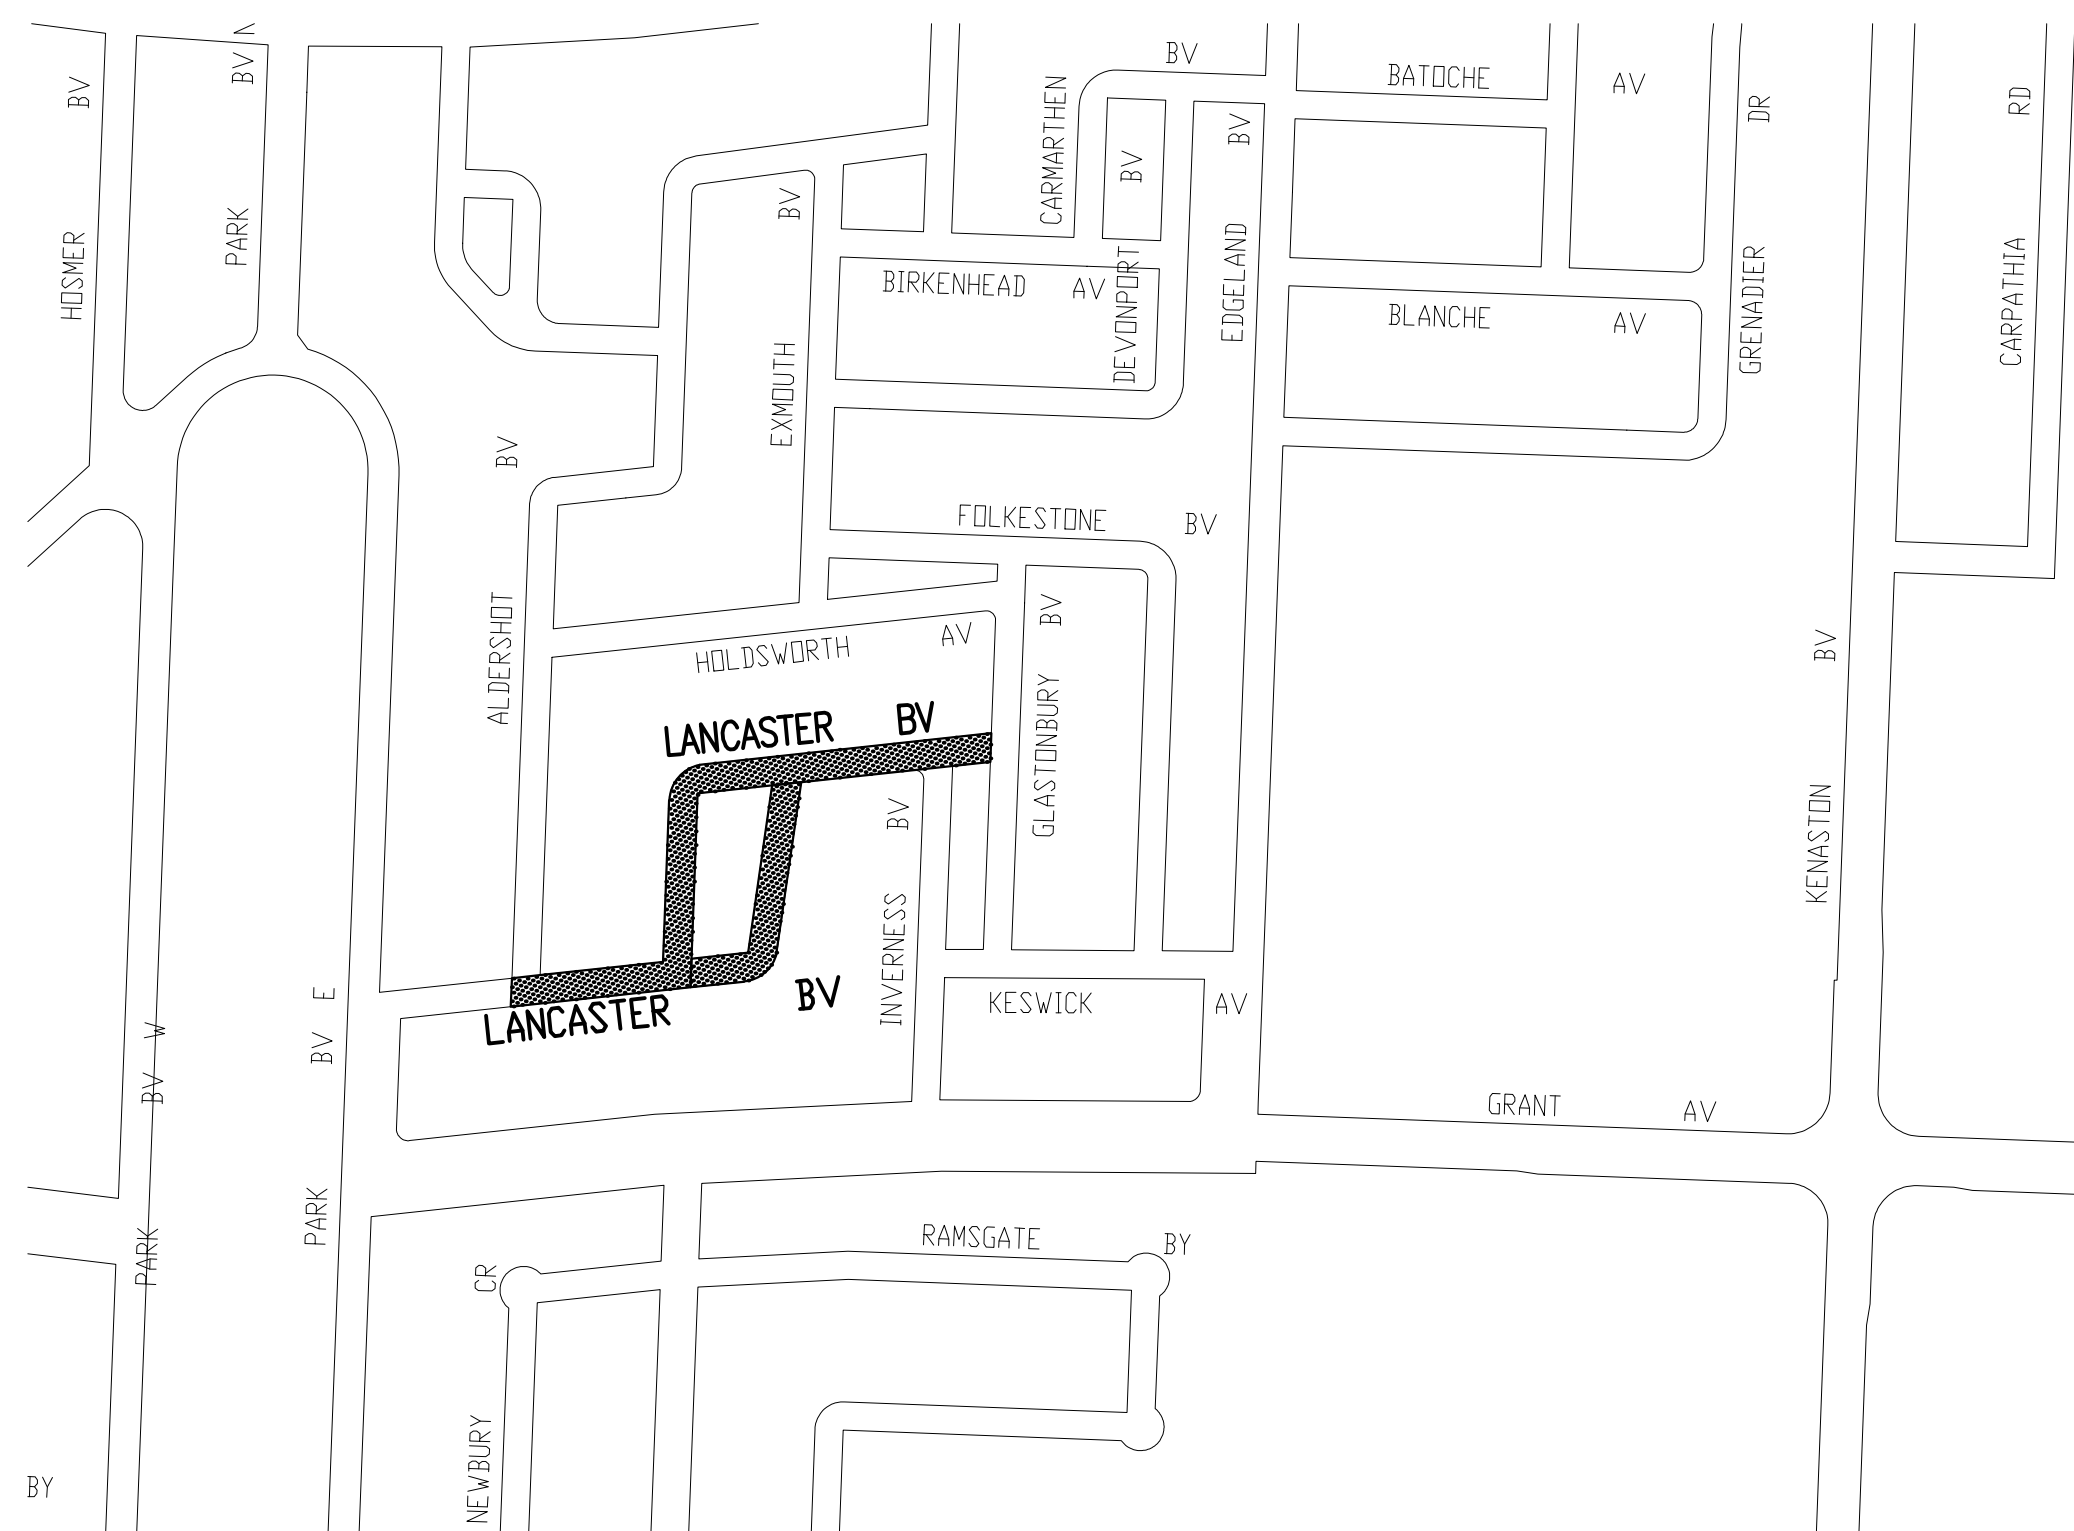 HOSMER BV
PARK BV N
BV
CARMARTHEN
BATOCHE AV
DEVONPORT BV
EDGELAND BV
GRENADIER DR
CARPATHIA RD
EXMOUTH BV
BIRKENHEAD AV
BLANCHE AV
ALDERSHOT BV
FOLKESTONE BV
HOLDSWORTH AV
GLASTONBURY BV
KENASTON BV
LANCASTER BV
INVERNESS BV
LANCASTER BV
KESWICK AV
PARK BV W
PARK BV E
GRANT AV
RAMSGATE BY
NEWBURY CR
BY